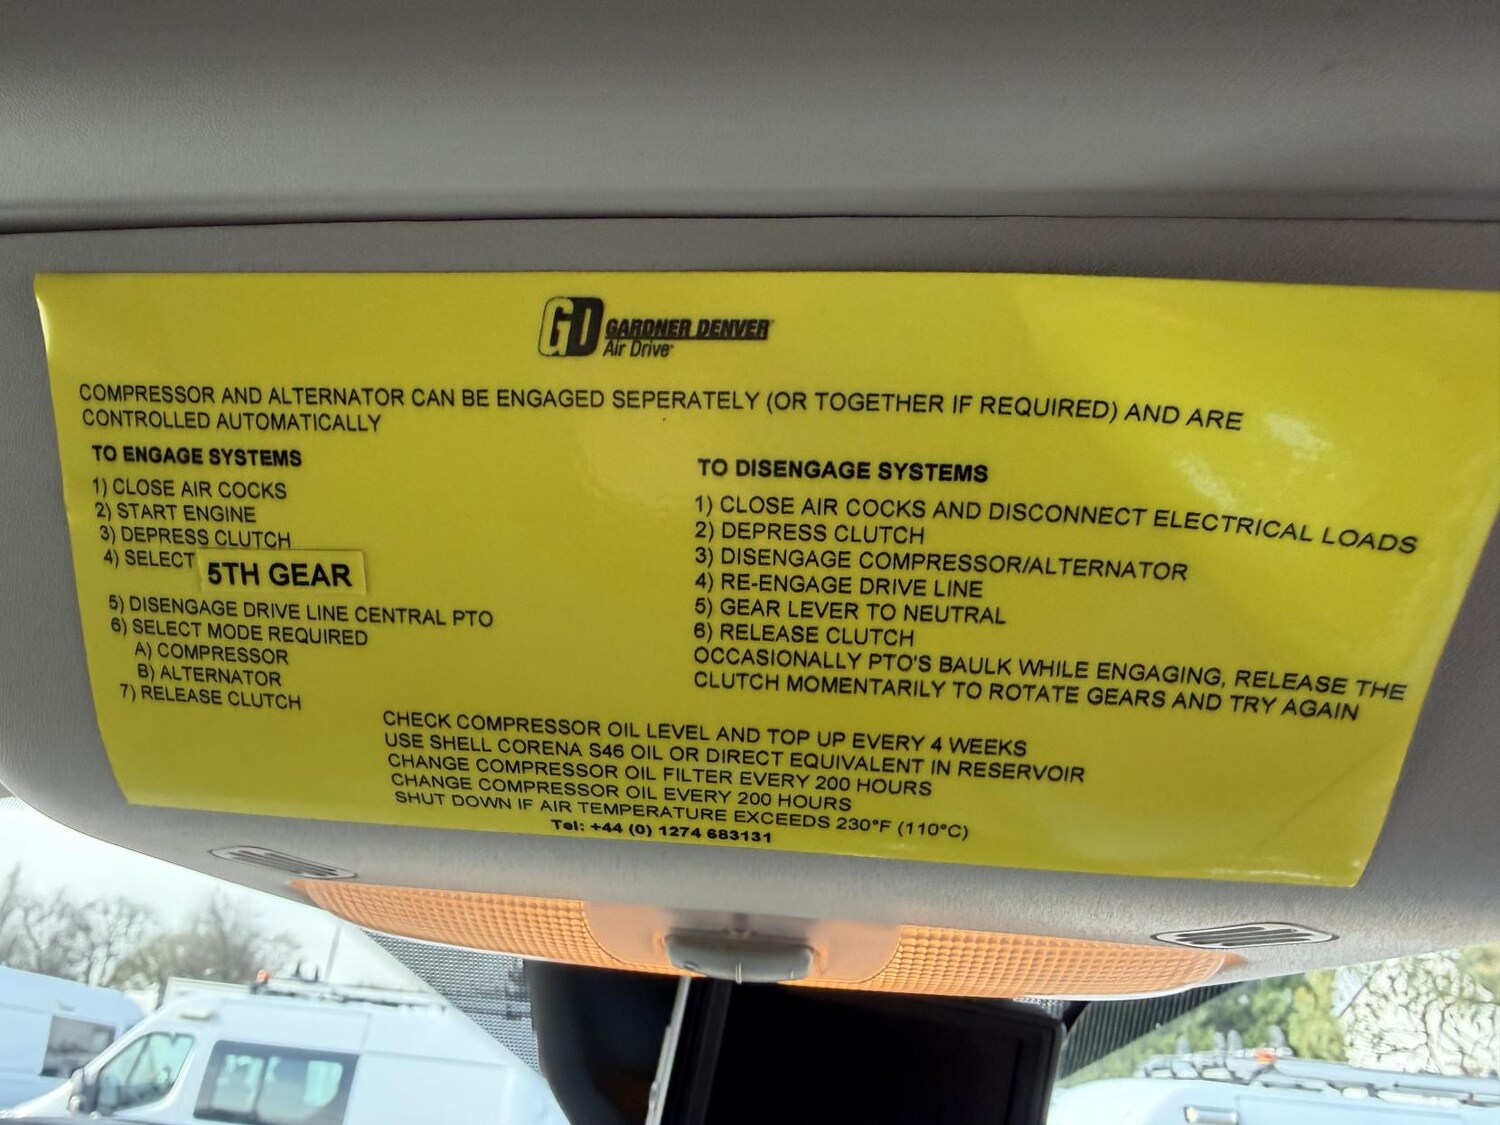 GD GARDNER DENVER
Air Drive
COMPRESSOR AND ALTERNATOR CAN BE ENGAGED SEPERATELY (OR TOGETHER IF REQUIRED) AND ARE
CONTROLLED AUTOMATICALLY
TO ENGAGE SYSTEMS
1) CLOSE AIR COCKS
2) START ENGINE
3) DEPRESS CLUTCH
4) SELECT 5TH GEAR
5) DISENGAGE DRIVE LINE CENTRAL PTO
6) SELECT MODE REQUIRED
A) COMPRESSOR
B) ALTERNATOR
7) RELEASE CLUTCH
TO DISENGAGE SYSTEMS
1) CLOSE AIR COCKS AND DISCONNECT ELECTRICAL LOADS
2) DEPRESS CLUTCH
3) DISENGAGE COMPRESSOR/ALTERNATOR
4) RE-ENGAGE DRIVE LINE
5) GEAR LEVER TO NEUTRAL
6) RELEASE CLUTCH
OCCASIONALLY PTO'S BAULK WHILE ENGAGING, RELEASE THE
CLUTCH MOMENTARILY TO ROTATE GEARS AND TRY AGAIN
CHECK COMPRESSOR OIL LEVEL AND TOP UP EVERY 4 WEEKS
USE SHELL CORENA S46 OIL OR DIRECT EQUIVALENT IN RESERVOIR
CHANGE COMPRESSOR OIL FILTER EVERY 200 HOURS
CHANGE COMPRESSOR OIL EVERY 200 HOURS
SHUT DOWN IF AIR TEMPERATURE EXCEEDS 230°F (110°C)
Tel: +44 (0) 1274 683131